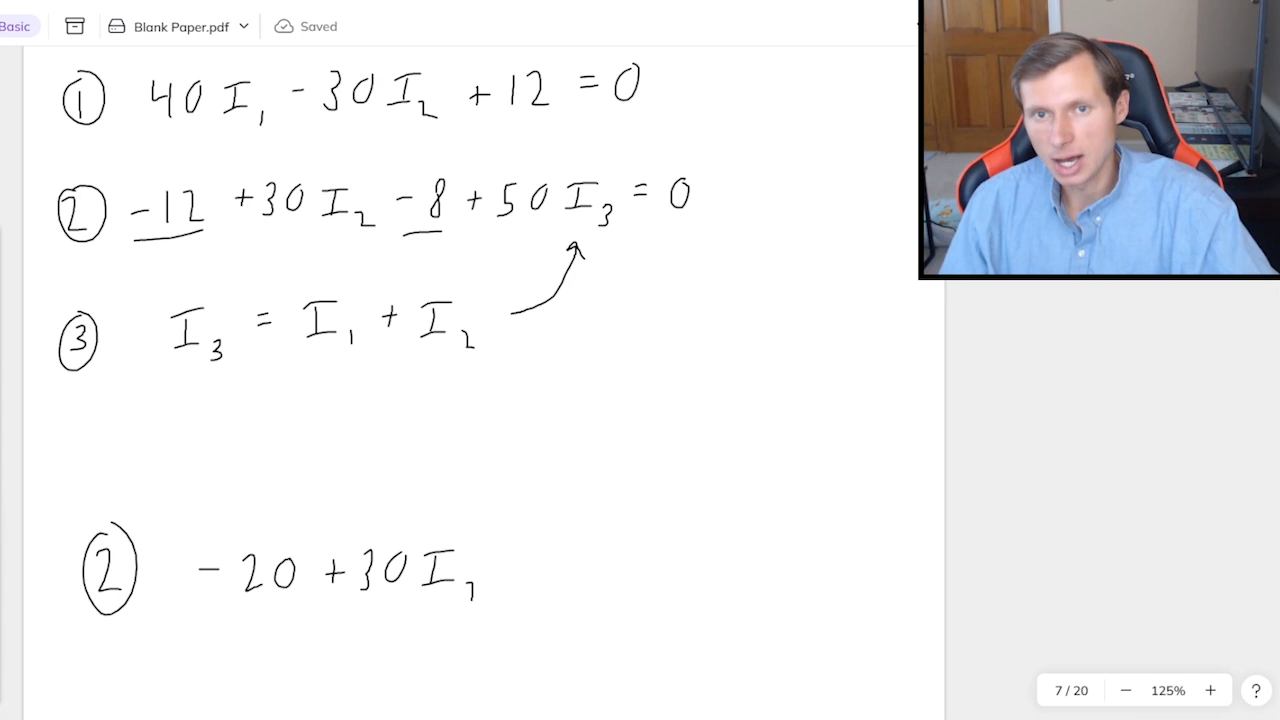 Basic Blank Paper.pdf Saved
① 40 I₁ - 30 I₂ + 12 = 0
② -12 + 30 I₂ - 8 + 50 I₃ = 0
③ I₃ = I₁ + I₂
② - 20 + 30 I
7 / 20 − 125% + ?